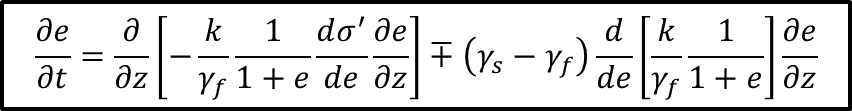 ∂e/∂t = ∂/∂z [−k/γ_f 1/(1 + e) dσ′/de ∂e/∂z] ∓ (γ_s − γ_f) d/de [k/γ_f 1/(1 + e)] ∂e/∂z